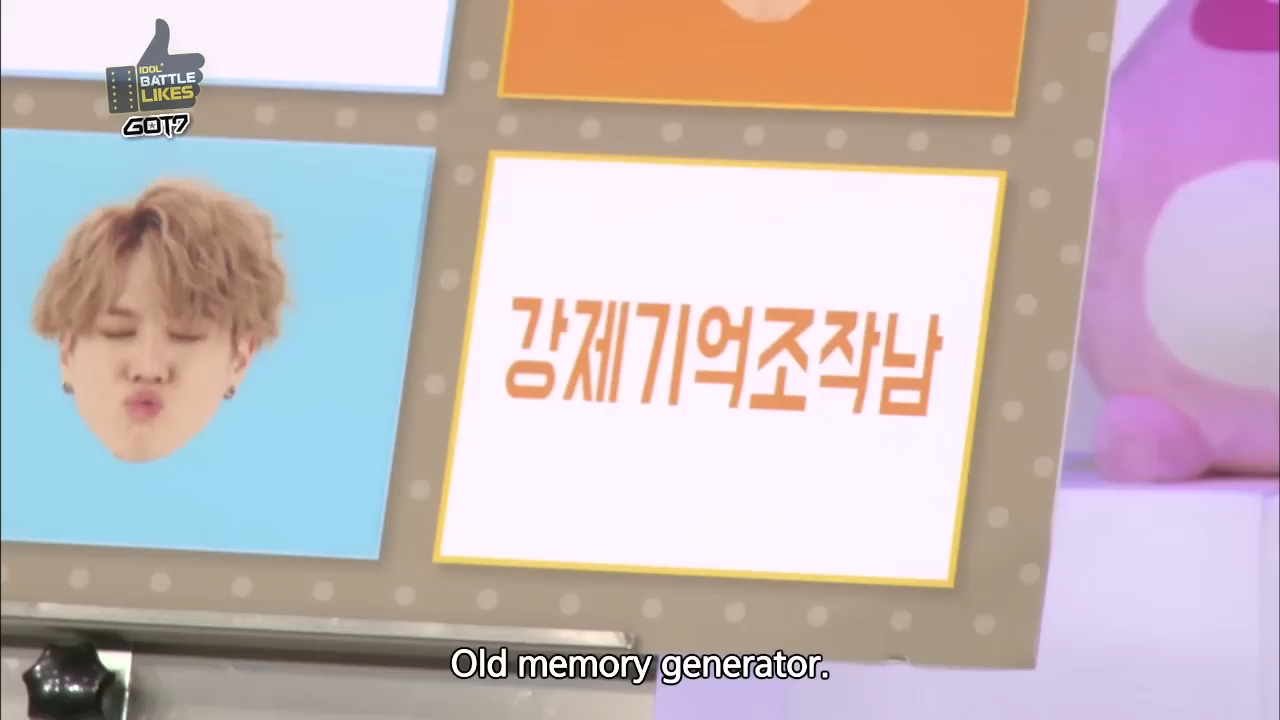 IDOL
BATTLE
LIKES
GOT7
강제기억조작남
Old memory generator.